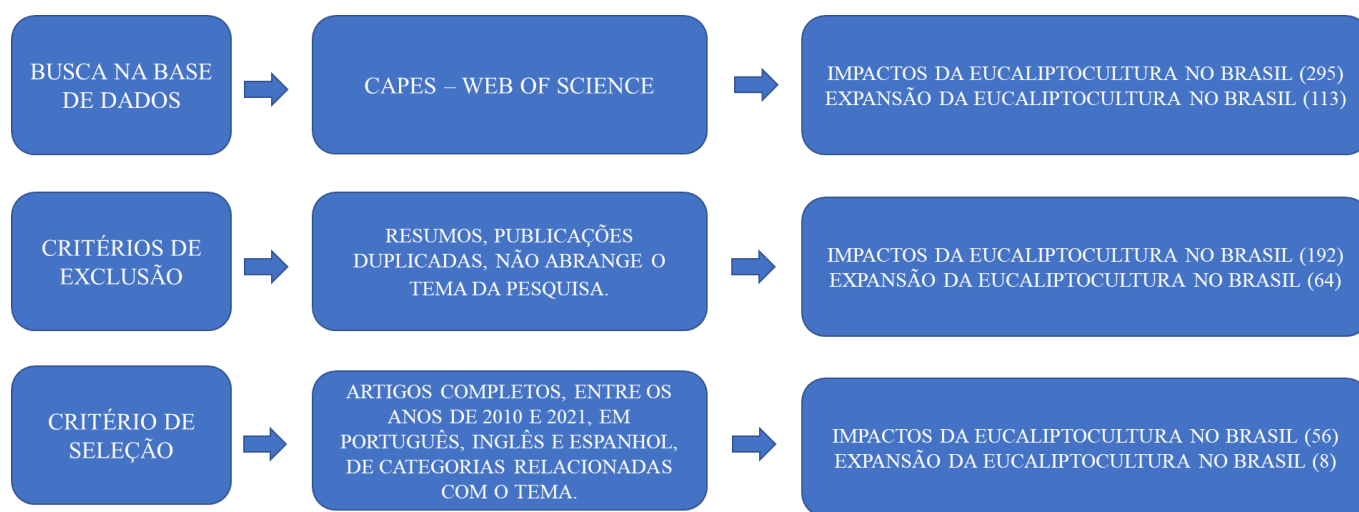 BUSCA NA BASE
DE DADOS
CAPES – WEB OF SCIENCE
IMPACTOS DA EUCALIPTOCULTURA NO BRASIL (295)
EXPANSÃO DA EUCALIPTOCULTURA NO BRASIL (113)
CRITÉRIOS DE
EXCLUSÃO
RESUMOS, PUBLICAÇÕES
DUPLICADAS, NÃO ABRANGE O
TEMA DA PESQUISA.
IMPACTOS DA EUCALIPTOCULTURA NO BRASIL (192)
EXPANSÃO DA EUCALIPTOCULTURA NO BRASIL (64)
CRITÉRIO DE
SELEÇÃO
ARTIGOS COMPLETOS, ENTRE OS
ANOS DE 2010 E 2021, EM
PORTUGUÊS, INGLÊS E ESPANHOL,
DE CATEGORIAS RELACIONADAS
COM O TEMA.
IMPACTOS DA EUCALIPTOCULTURA NO BRASIL (56)
EXPANSÃO DA EUCALIPTOCULTURA NO BRASIL (8)